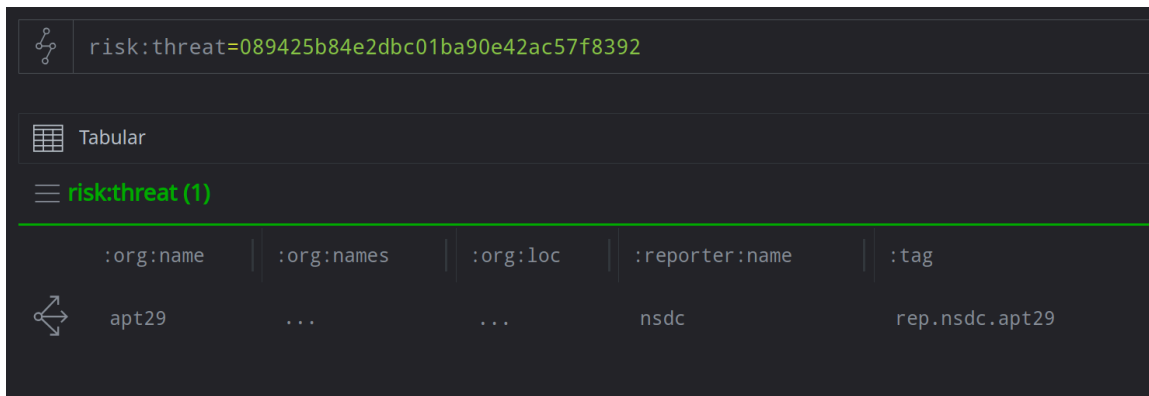 risk:threat=089425b84e2dbc01ba90e42ac57f8392
Tabular
risk:threat (1)
:org:name :org:names :org:loc :reporter:name :tag
apt29 ... ... nsdc rep.nsdc.apt29